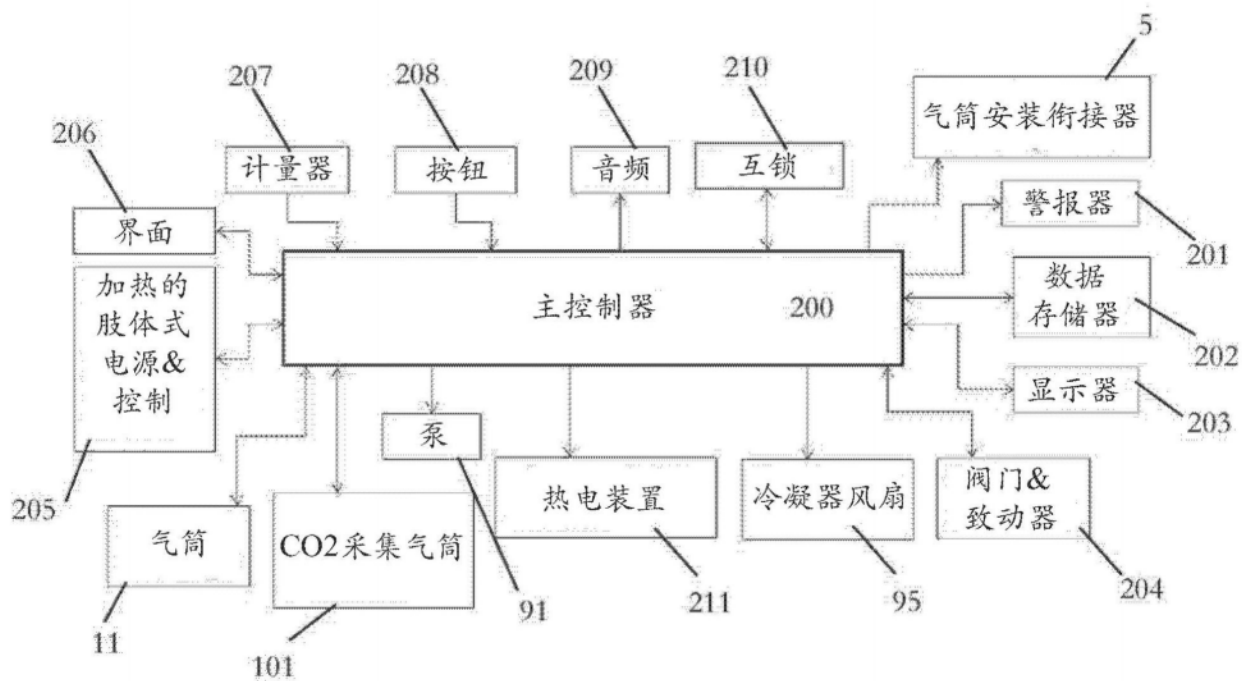 5
207
208
209
210
气筒安装衔接器
206
计量器
按钮
音频
互锁
警报器
界面
201
加热的
肢体式
电源&
控制
主控制器
200
数据
存储器
202
显示器
203
泵
205
气筒
CO2采集气筒
热电装置
冷凝器风扇
阀门&
致动器
11
101
91
211
95
204